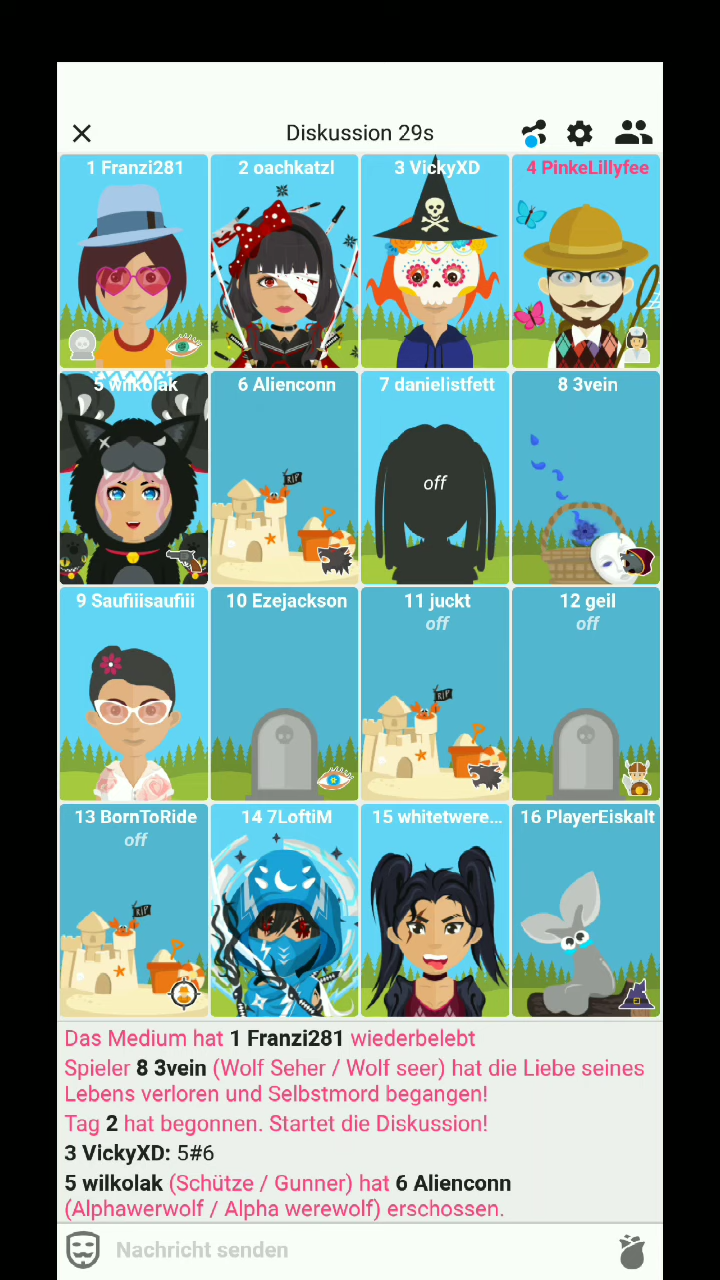 Diskussion 29s
1 Franzi281
2 oachkatzl
3 VickyXD
4 PinkeLillyfee
5 wilkolak
6 Alienconn
RIP
7 danielistfett
off
8 3vein
9 Saufiiisaufiii
10 Ezejackson
11 juckt
off
RIP
12 geil
off
13 BornToRide
off
RIP
14 7LoftiM
15 whitetwere...
16 PlayerEiskalt
Das Medium hat 1 Franzi281 wiederbelebt
Spieler 8 3vein (Wolf Seher / Wolf seer) hat die Liebe seines
Lebens verloren und Selbstmord begangen!
Tag 2 hat begonnen. Startet die Diskussion!
3 VickyXD: 5#6
5 wilkolak (Schütze / Gunner) hat 6 Alienconn
(Alphawerwolf / Alpha werewolf) erschossen.
Nachricht senden